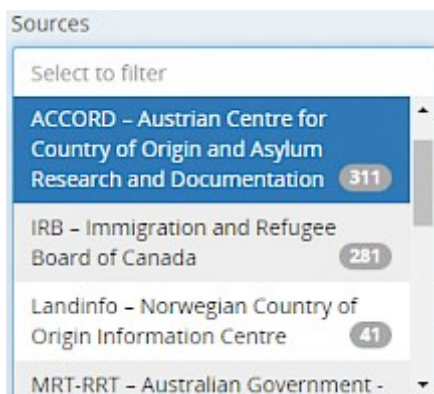 Sources
Select to filter
ACCORD – Austrian Centre for
Country of Origin and Asylum
Research and Documentation 311
IRB – Immigration and Refugee
Board of Canada 281
Landinfo – Norwegian Country of
Origin Information Centre 41
MRT-RRT – Australian Government -